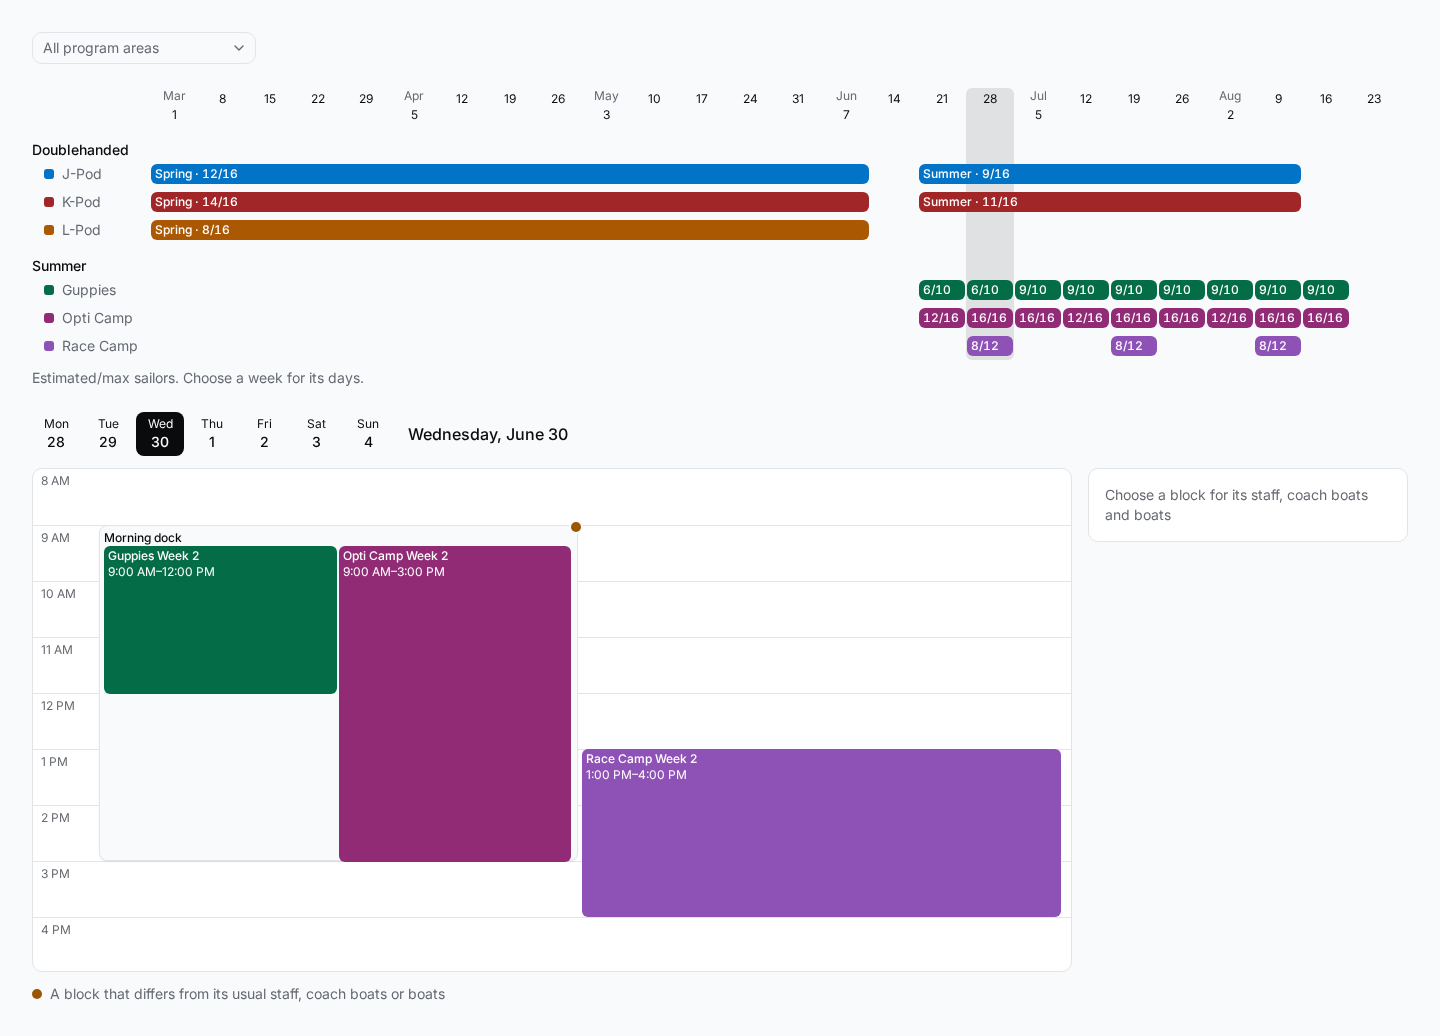 All program areas
Mar 8 15 22 29 Apr 12 19 26 May 10 17 24 31 Jun 14 21 28 Jul 12 19 26 Aug 9 16 23
1 5 3 7 5 2
Doublehanded
J-Pod Spring · 12/16 Summer · 9/16
K-Pod Spring · 14/16 Summer · 11/16
L-Pod Spring · 8/16
Summer
Guppies 6/10 6/10 9/10 9/10 9/10 9/10 9/10 9/10 9/10
Opti Camp 12/16 16/16 16/16 12/16 16/16 16/16 12/16 16/16 16/16
Race Camp 8/12 8/12 8/12
Estimated/max sailors. Choose a week for its days.
Mon Tue Wed Thu Fri Sat Sun
28 29 30 1 2 3 4
Wednesday, June 30
8 AM
9 AM
10 AM
11 AM
12 PM
1 PM
2 PM
3 PM
4 PM
Morning dock
Guppies Week 2
9:00 AM–12:00 PM
Opti Camp Week 2
9:00 AM–3:00 PM
Race Camp Week 2
1:00 PM–4:00 PM
Choose a block for its staff, coach boats
and boats
A block that differs from its usual staff, coach boats or boats